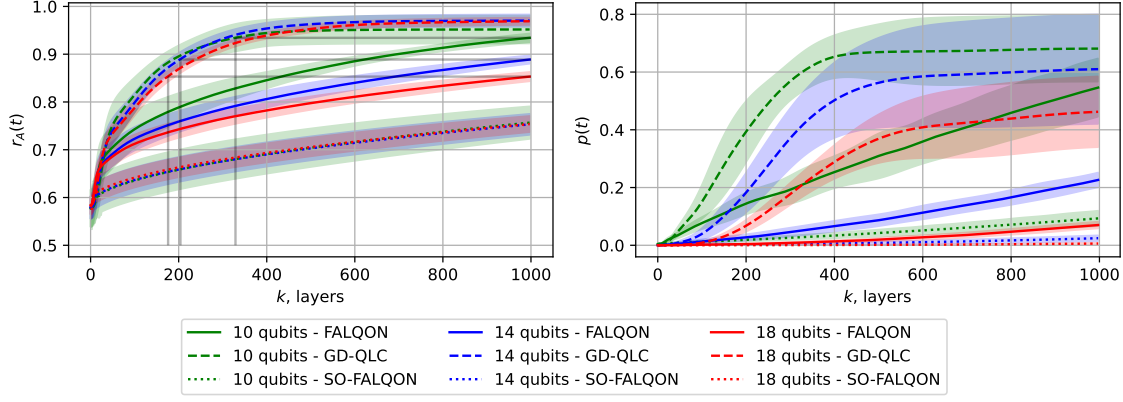 1.0
0.9
0.8
0.7
0.6
0.5
r_A(t)
0 200 400 600 800 1000
k, layers
0.8
0.6
0.4
0.2
0.0
p(t)
0 200 400 600 800 1000
k, layers
10 qubits - FALQON 14 qubits - FALQON 18 qubits - FALQON
10 qubits - GD-QLC 14 qubits - GD-QLC 18 qubits - GD-QLC
10 qubits - SO-FALQON 14 qubits - SO-FALQON 18 qubits - SO-FALQON